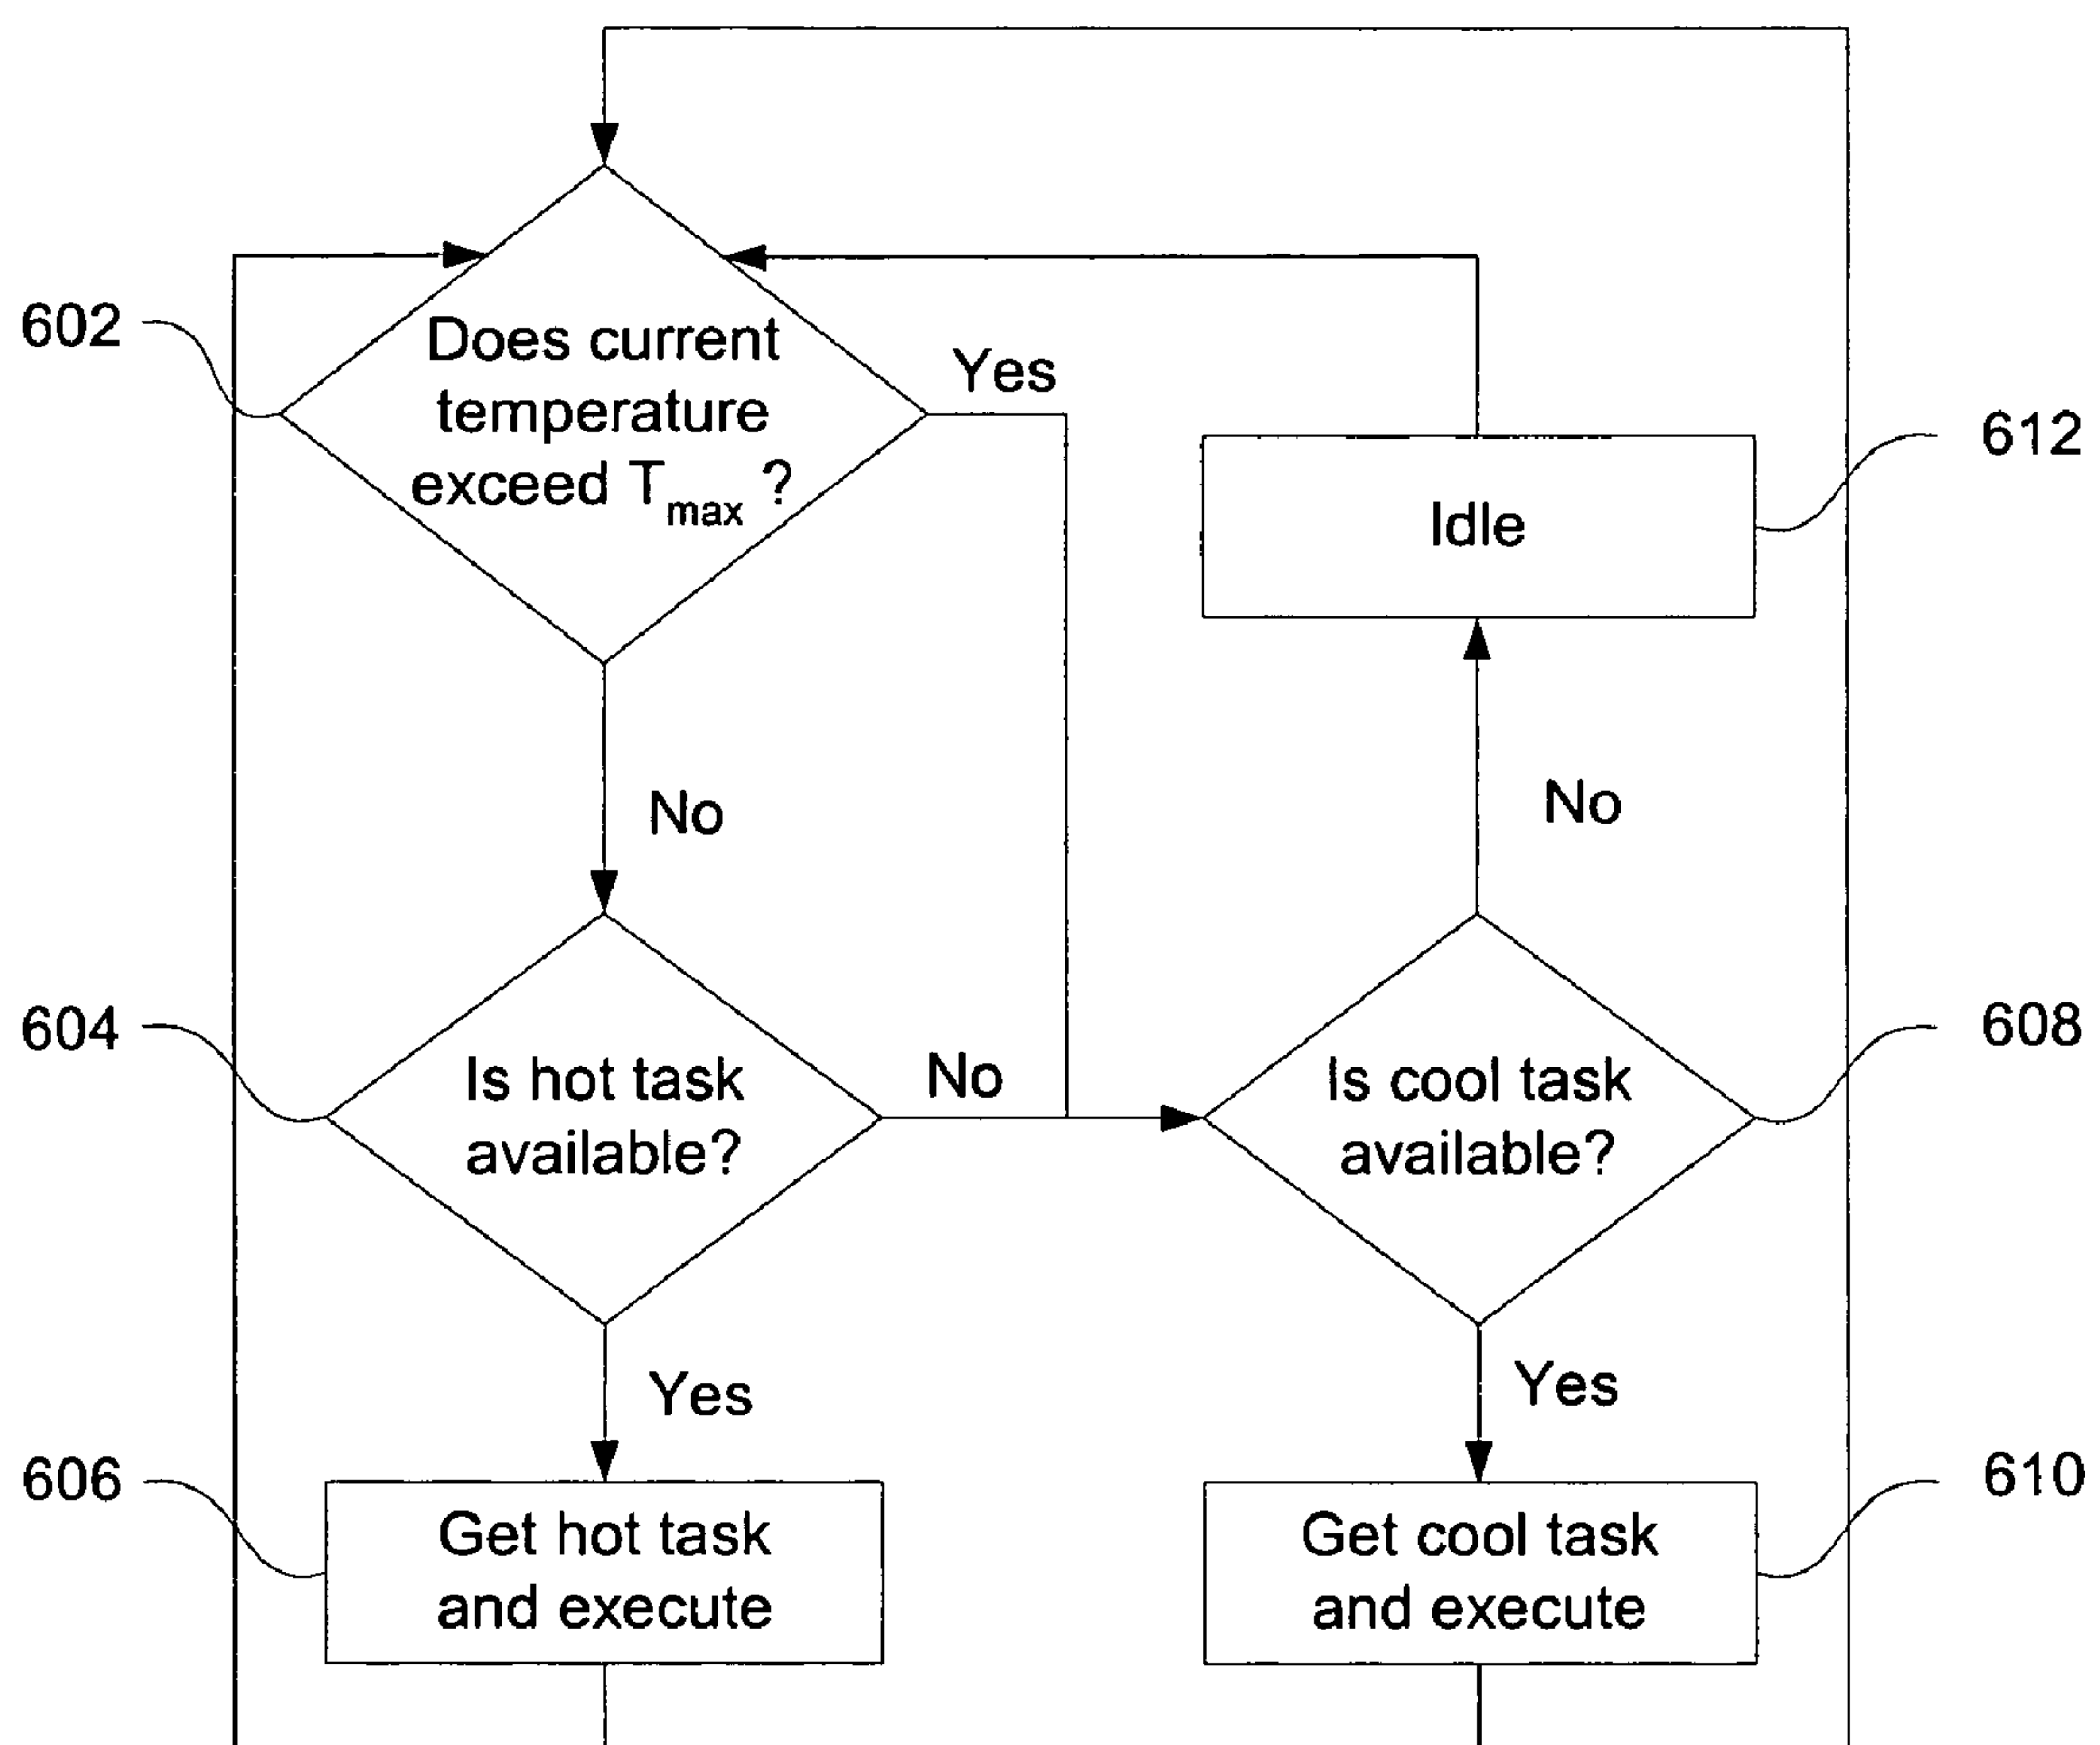 602
Does current
temperature
exceed Tmax ?
Yes
612
Idle
No
No
604
Is hot task
available?
No
608
Is cool task
available?
Yes
Yes
606
Get hot task
and execute
610
Get cool task
and execute